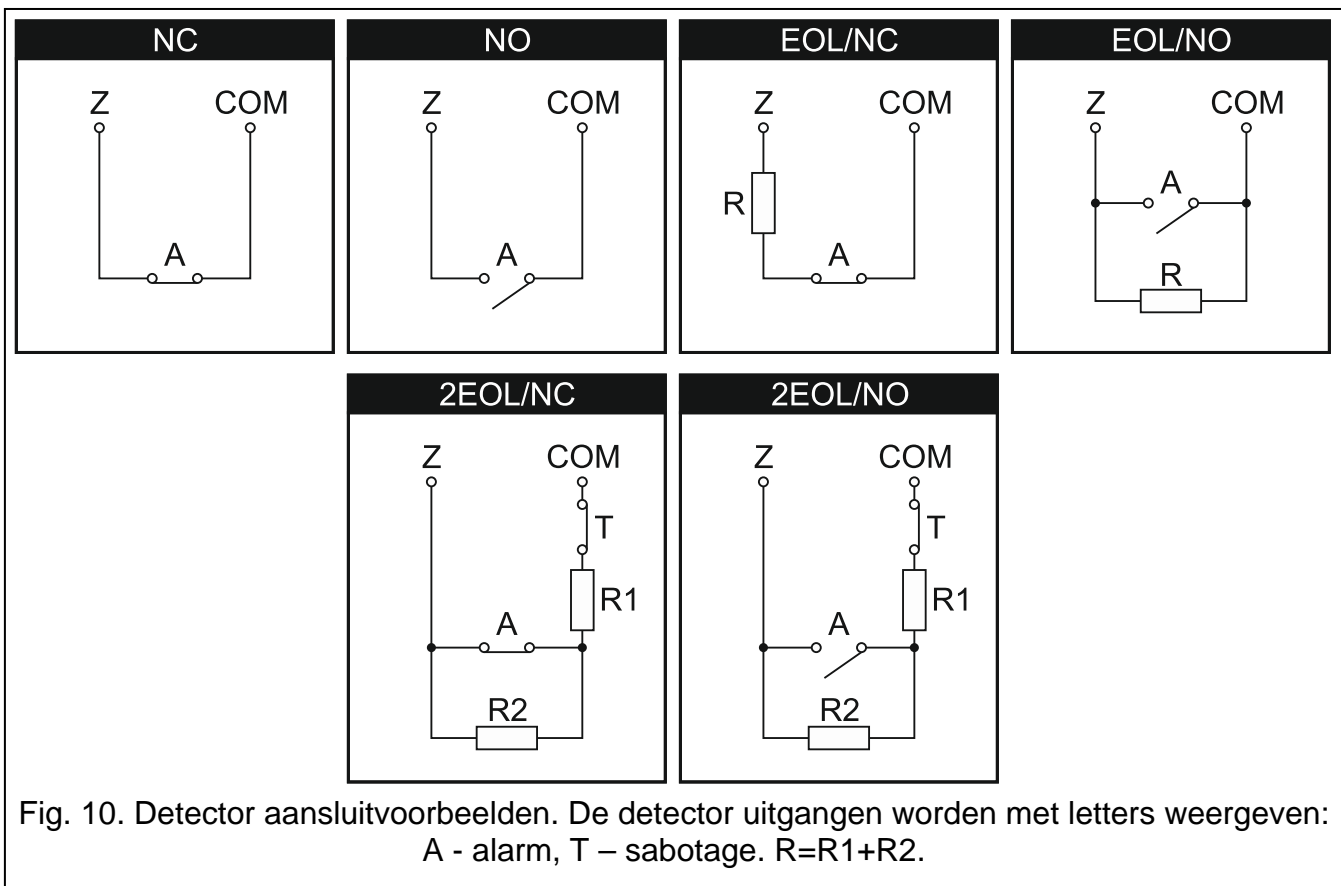 NC NO EOL/NC EOL/NO
Z COM Z COM Z COM Z COM
A
A
R A
A
R
2EOL/NC 2EOL/NO
Z COM Z COM
T T
R1 R1
A A
R2 R2
Fig. 10. Detector aansluitvoorbeelden. De detector uitgangen worden met letters weergeven:
A - alarm, T – sabotage. R=R1+R2.